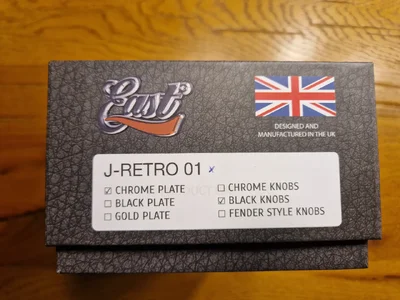 East
DESIGNED AND
MANUFACTURED IN THE UK
J-RETRO 01 x
☑ CHROME PLATE
☐ BLACK PLATE
☐ GOLD PLATE
☐ CHROME KNOBS
☑ BLACK KNOBS
☐ FENDER STYLE KNOBS